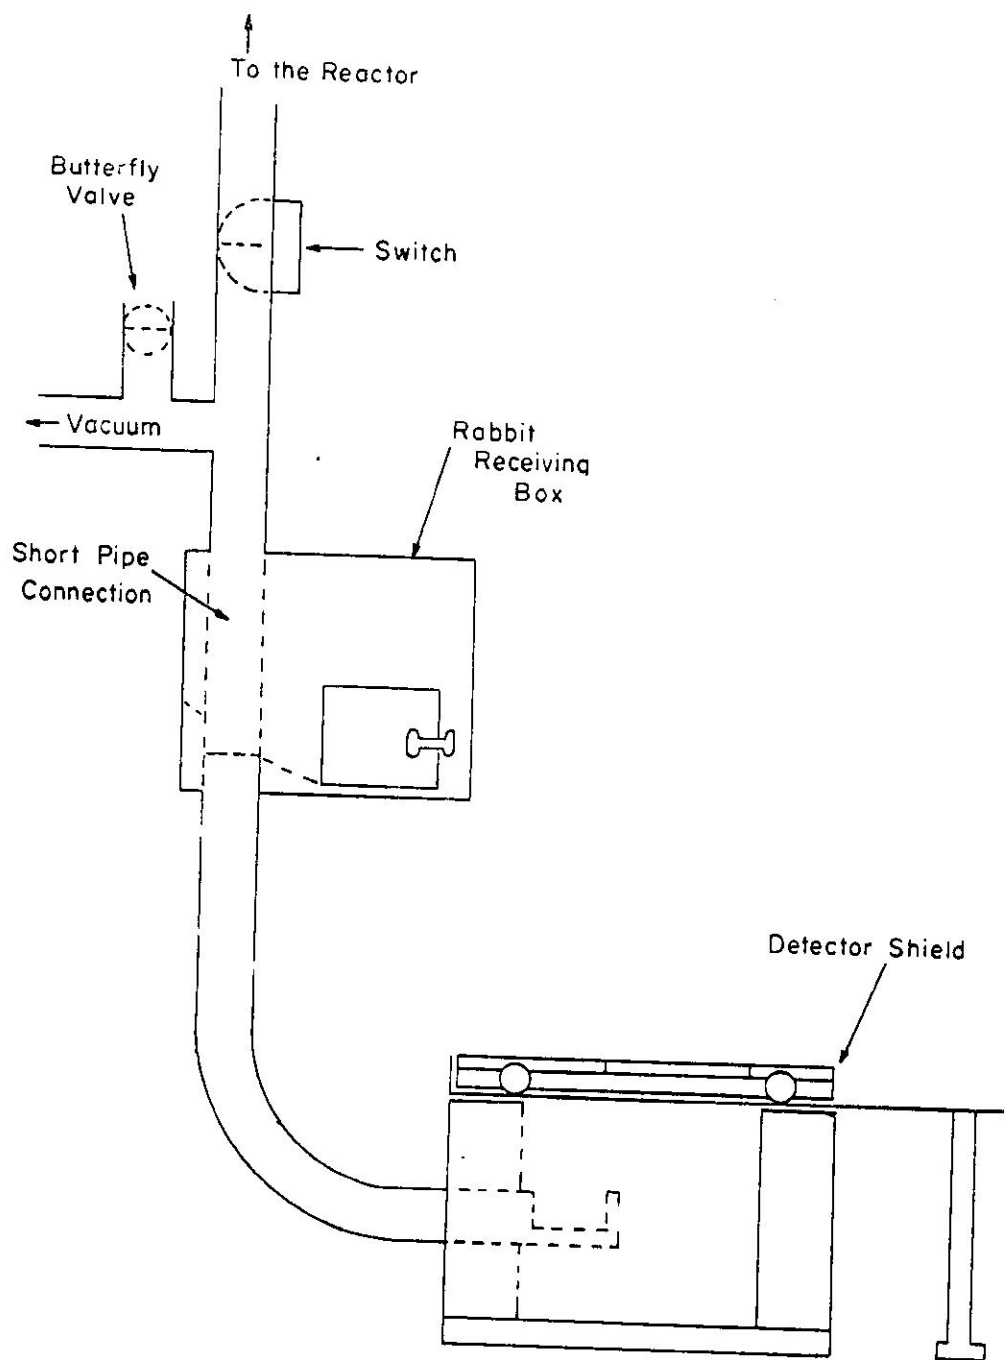 To the Reactor
Butterfly
Valve
Switch
Vacuum
Rabbit
Receiving
Box
Short Pipe
Connection
Detector Shield